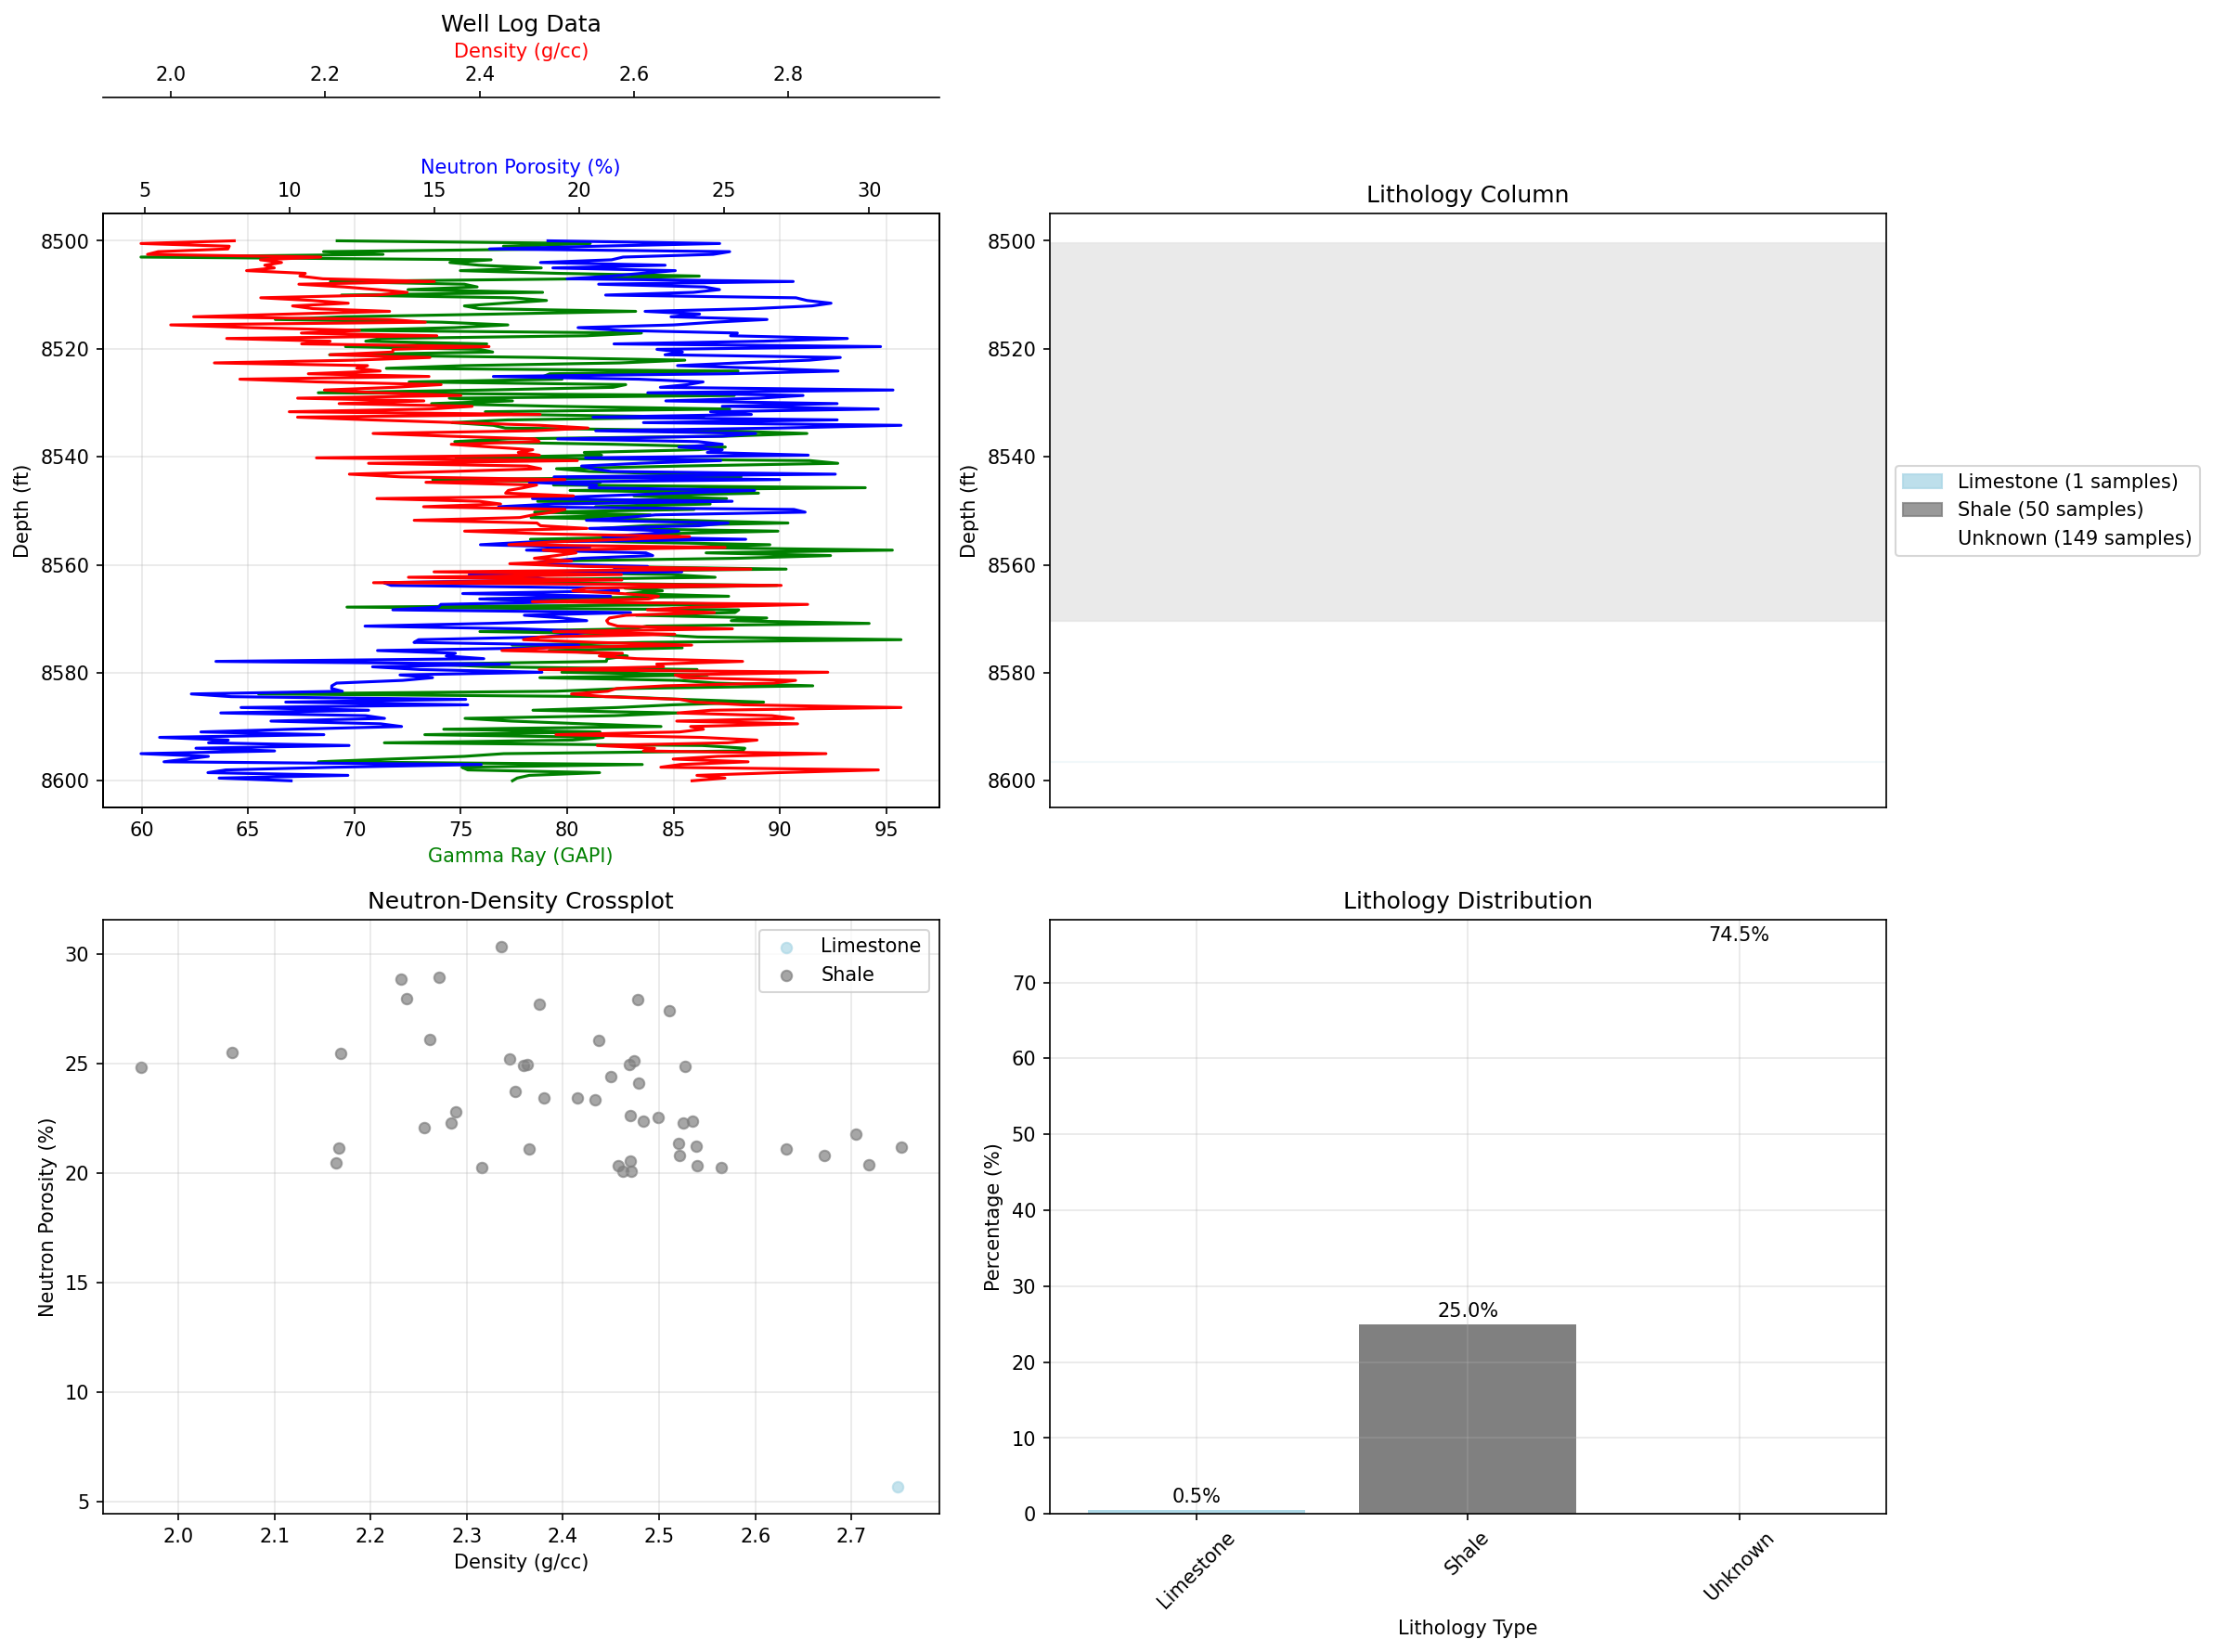 Well Log Data
Density (g/cc)
2.0 2.2 2.4 2.6 2.8
Neutron Porosity (%)
5 10 15 20 25 30
Depth (ft)
8500
8520
8540
8560
8580
8600
60 65 70 75 80 85 90 95
Gamma Ray (GAPI)
Lithology Column
Depth (ft)
8500
8520
8540
8560
8580
8600
Limestone (1 samples)
Shale (50 samples)
Unknown (149 samples)
Neutron-Density Crossplot
Limestone
Shale
Neutron Porosity (%)
30
25
20
15
10
5
2.0 2.1 2.2 2.3 2.4 2.5 2.6 2.7
Density (g/cc)
Lithology Distribution
Percentage (%)
70
60
50
40
30
20
10
0
0.5%
25.0%
74.5%
Limestone
Shale
Unknown
Lithology Type